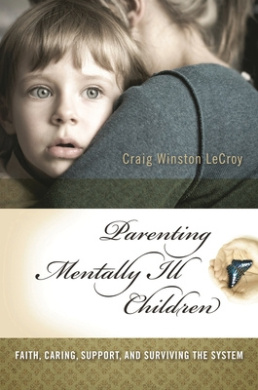 Craig Winston LeCroy
Parenting
Mentally Ill
Children
FAITH, CARING, SUPPORT, AND SURVIVING THE SYSTEM